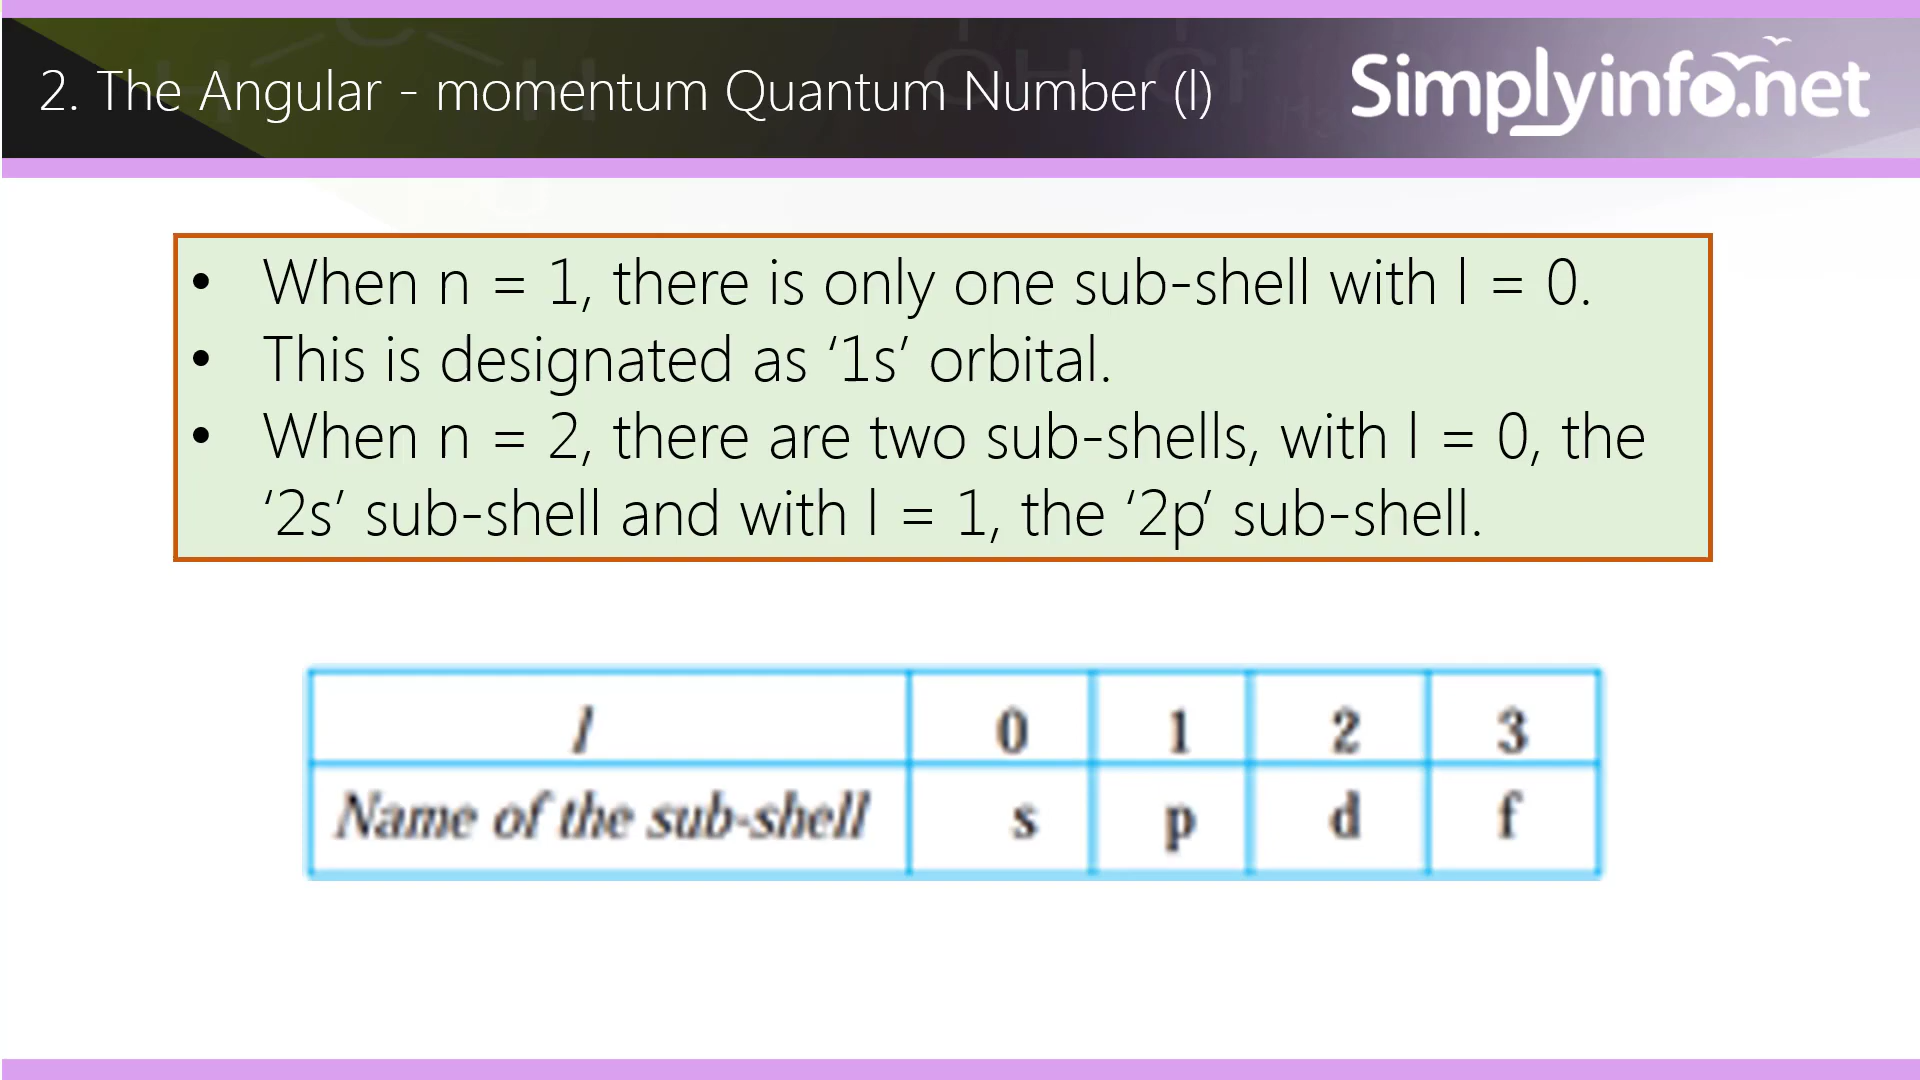 2. The Angular - momentum Quantum Number (l)
Simplyinfo.net
• When n = 1, there is only one sub-shell with l = 0.
• This is designated as ‘1s’ orbital.
• When n = 2, there are two sub-shells, with l = 0, the
‘2s’ sub-shell and with l = 1, the ‘2p’ sub-shell.
l 0 1 2 3
Name of the sub-shell s p d f